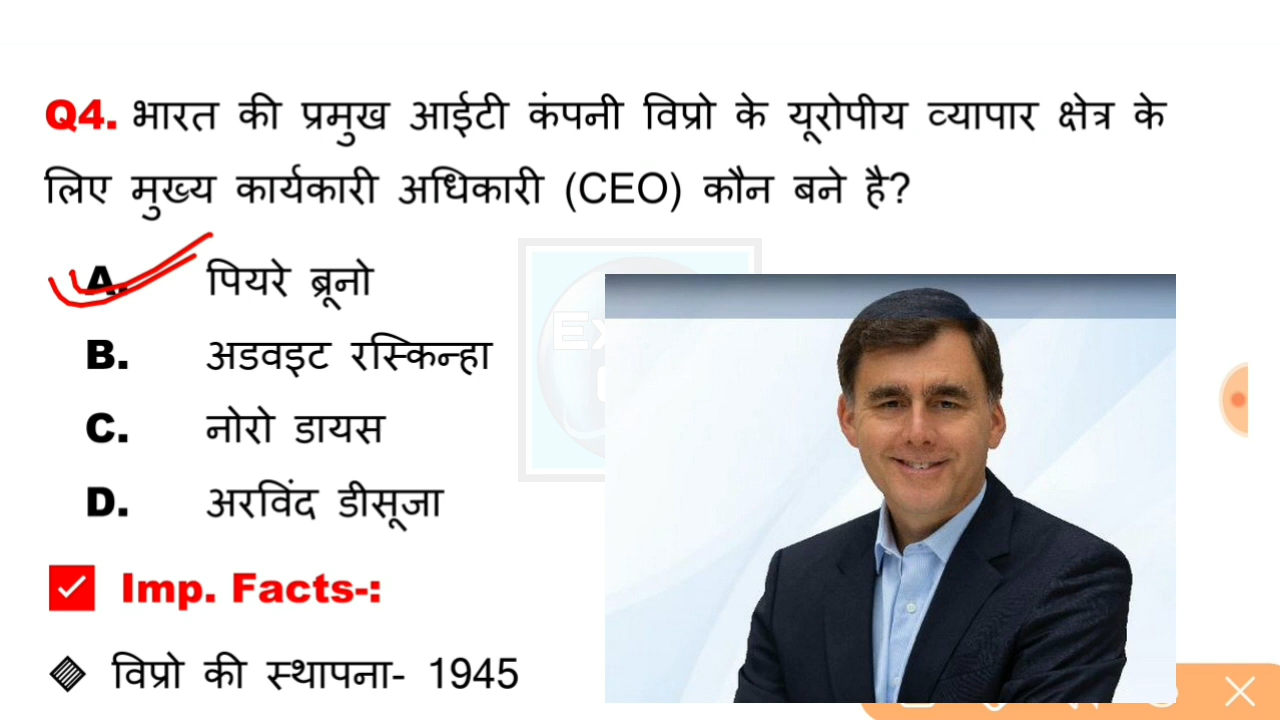 Q4. भारत की प्रमुख आईटी कंपनी विप्रो के यूरोपीय व्यापार क्षेत्र के
लिए मुख्य कार्यकारी अधिकारी (CEO) कौन बने है?
A. पियरे ब्रूनो
B. अडवइट रस्किन्हा
C. नोरो डायस
D. अरविंद डीसूजा
Imp. Facts-:
विप्रो की स्थापना- 1945